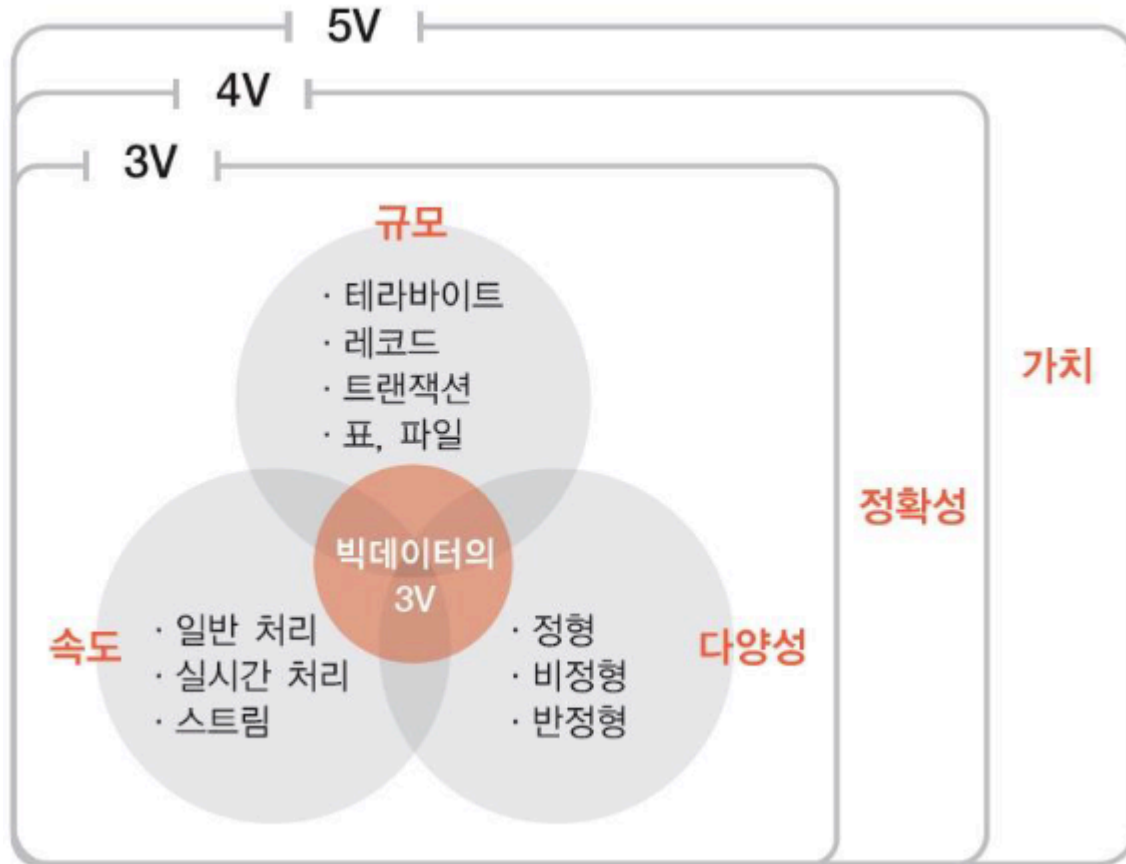 5V
4V
3V
규모
· 테라바이트
· 레코드
· 트랜잭션
· 표, 파일
가치
정확성
빅데이터의
3V
속도
· 일반 처리
· 실시간 처리
· 스트림
· 정형
· 비정형
· 반정형
다양성